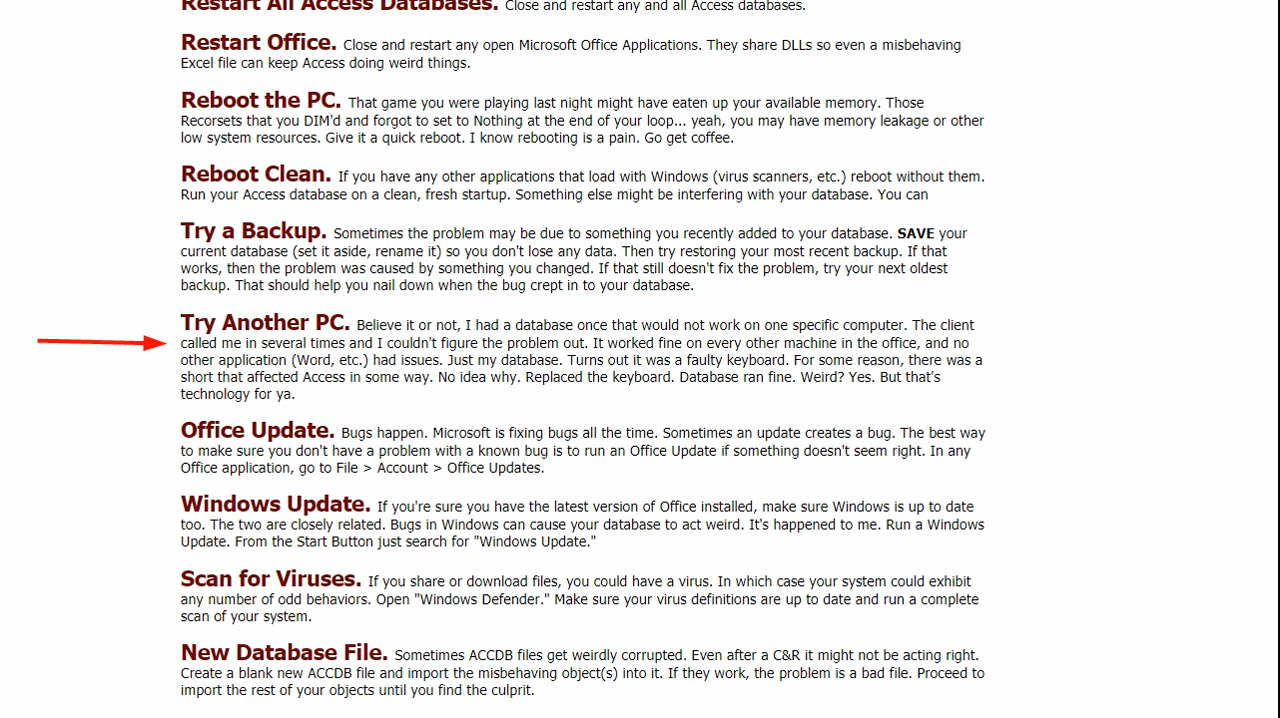 Restart All Access Databases. Close and restart any and all Access databases.
Restart Office. Close and restart any open Microsoft Office Applications. They share DLLs so even a misbehaving
Excel file can keep Access doing weird things.
Reboot the PC. That game you were playing last night might have eaten up your available memory. Those
Recorsets that you DIM'd and forgot to set to Nothing at the end of your loop... yeah, you may have memory leakage or other
low system resources. Give it a quick reboot. I know rebooting is a pain. Go get coffee.
Reboot Clean. If you have any other applications that load with Windows (virus scanners, etc.) reboot without them.
Run your Access database on a clean, fresh startup. Something else might be interfering with your database. You can
Try a Backup. Sometimes the problem may be due to something you recently added to your database. SAVE your
current database (set it aside, rename it) so you don't lose any data. Then try restoring your most recent backup. If that
works, then the problem was caused by something you changed. If that still doesn't fix the problem, try your next oldest
backup. That should help you nail down when the bug crept in to your database.
Try Another PC. Believe it or not, I had a database once that would not work on one specific computer. The client
called me in several times and I couldn't figure the problem out. It worked fine on every other machine in the office, and no
other application (Word, etc.) had issues. Just my database. Turns out it was a faulty keyboard. For some reason, there was a
short that affected Access in some way. No idea why. Replaced the keyboard. Database ran fine. Weird? Yes. But that's
technology for ya.
Office Update. Bugs happen. Microsoft is fixing bugs all the time. Sometimes an update creates a bug. The best way
to make sure you don't have a problem with a known bug is to run an Office Update if something doesn't seem right. In any
Office application, go to File > Account > Office Updates.
Windows Update. If you're sure you have the latest version of Office installed, make sure Windows is up to date
too. The two are closely related. Bugs in Windows can cause your database to act weird. It's happened to me. Run a Windows
Update. From the Start Button just search for "Windows Update."
Scan for Viruses. If you share or download files, you could have a virus. In which case your system could exhibit
any number of odd behaviors. Open "Windows Defender." Make sure your virus definitions are up to date and run a complete
scan of your system.
New Database File. Sometimes ACCDB files get weirdly corrupted. Even after a C&R it might not be acting right.
Create a blank new ACCDB file and import the misbehaving object(s) into it. If they work, the problem is a bad file. Proceed to
import the rest of your objects until you find the culprit.